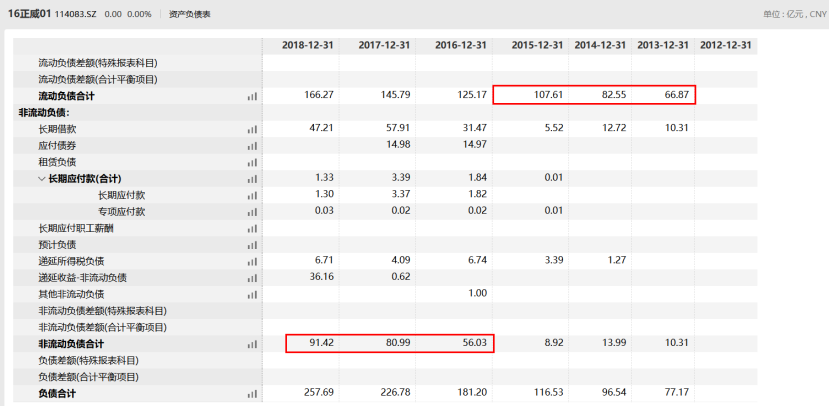 16正威01 114083.SZ 0.00 0.00% 资产负债表 单位 : 亿元 , CNY
2018-12-31 2017-12-31 2016-12-31 2015-12-31 2014-12-31 2013-12-31 2012-12-31
流动负债差额(特殊报表科目)
流动负债差额(合计平衡项目)
流动负债合计 166.27 145.79 125.17 107.61 82.55 66.87
非流动负债:
长期借款 47.21 57.91 31.47 5.52 12.72 10.31
应付债券 14.98 14.97
租赁负债
长期应付款(合计) 1.33 3.39 1.84 0.01
长期应付款 1.30 3.37 1.82
专项应付款 0.03 0.02 0.02 0.01
长期应付职工薪酬
预计负债
递延所得税负债 6.71 4.09 6.74 3.39 1.27
递延收益-非流动负债 36.16 0.62
其他非流动负债 1.00
非流动负债差额(特殊报表科目)
非流动负债差额(合计平衡项目)
非流动负债合计 91.42 80.99 56.03 8.92 13.99 10.31
负债差额(特殊报表科目)
负债差额(合计平衡项目)
负债合计 257.69 226.78 181.20 116.53 96.54 77.17